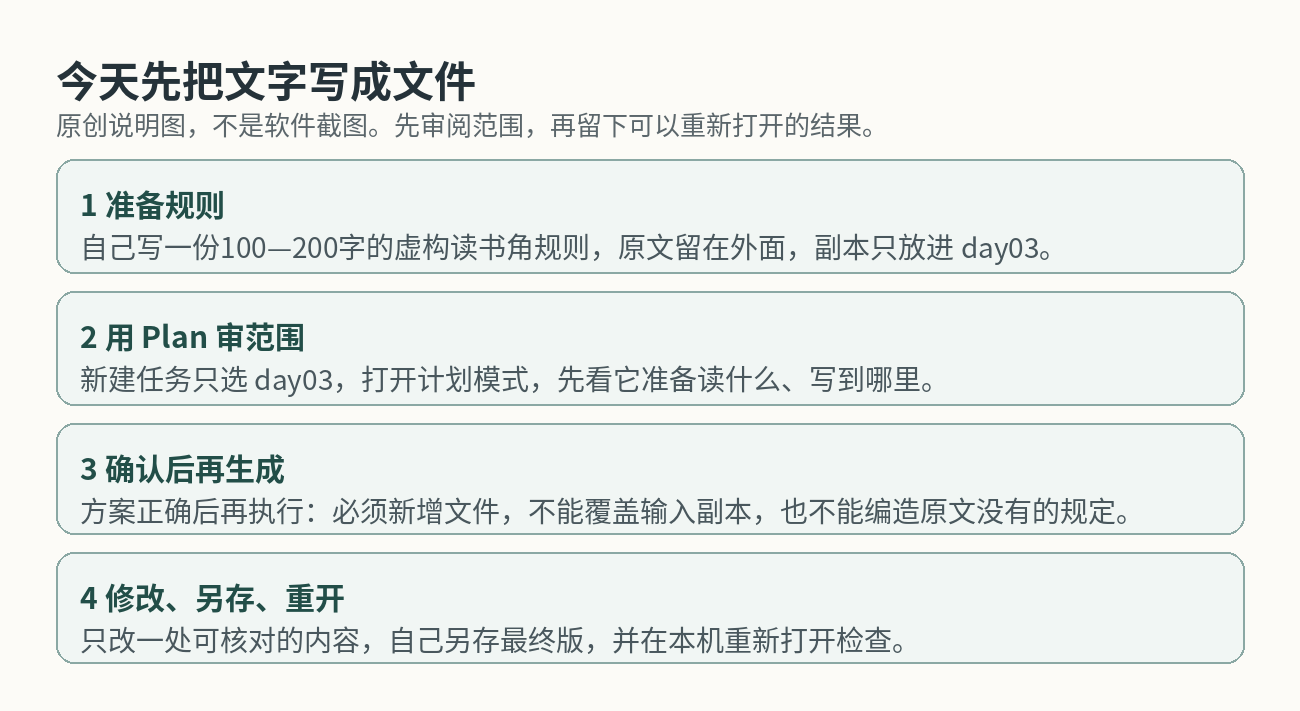 今天先把文字写成文件
原创说明图，不是软件截图。先审阅范围，再留下可以重新打开的结果。
1 准备规则
自己写一份100—200字的虚构读书角规则，原文留在外面，副本只放进 day03。
2 用 Plan 审范围
新建任务只选 day03，打开计划模式，先看它准备读什么、写到哪里。
3 确认后再生成
方案正确后再执行：必须新增文件，不能覆盖输入副本，也不能编造原文没有的规定。
4 修改、另存、重开
只改一处可核对的内容，自己另存最终版，并在本机重新打开检查。